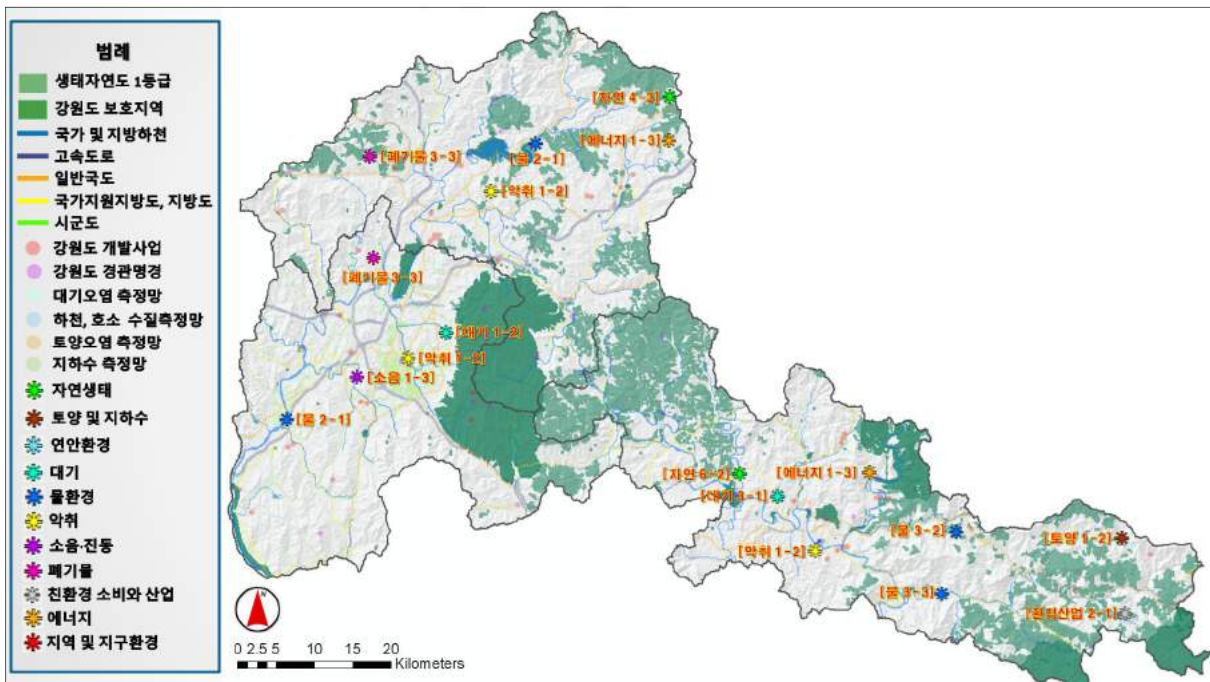 범례
생태자연도 1등급
강원도 보호지역
국가 및 지방하천
고속도로
일반국도
국가지원지방도, 지방도
시군도
강원도 개발사업
강원도 경관명경
대기오염 측정망
하천, 호소 수질측정망
토양오염 측정망
지하수 측정망
자연생태
토양 및 지하수
연안환경
대기
물환경
악취
소음·진동
폐기물
친환경 소비와 산업
에너지
지역 및 지구환경
[자연 4-3]
[에너지 1-3]
[물 2-1]
[폐기물 3-3]
[악취 1-2]
[폐기물 3-3]
[대기 1-2]
[악취 1-2]
[소음 1-3]
[물 2-1]
[자연 6-2]
[에너지 1-3]
[대기 3-1]
[물 3-2]
[토양 1-2]
[악취 1-2]
[물 3-3]
[환친산업 2-1]
N
0 2.5 5 10 15 20
Kilometers